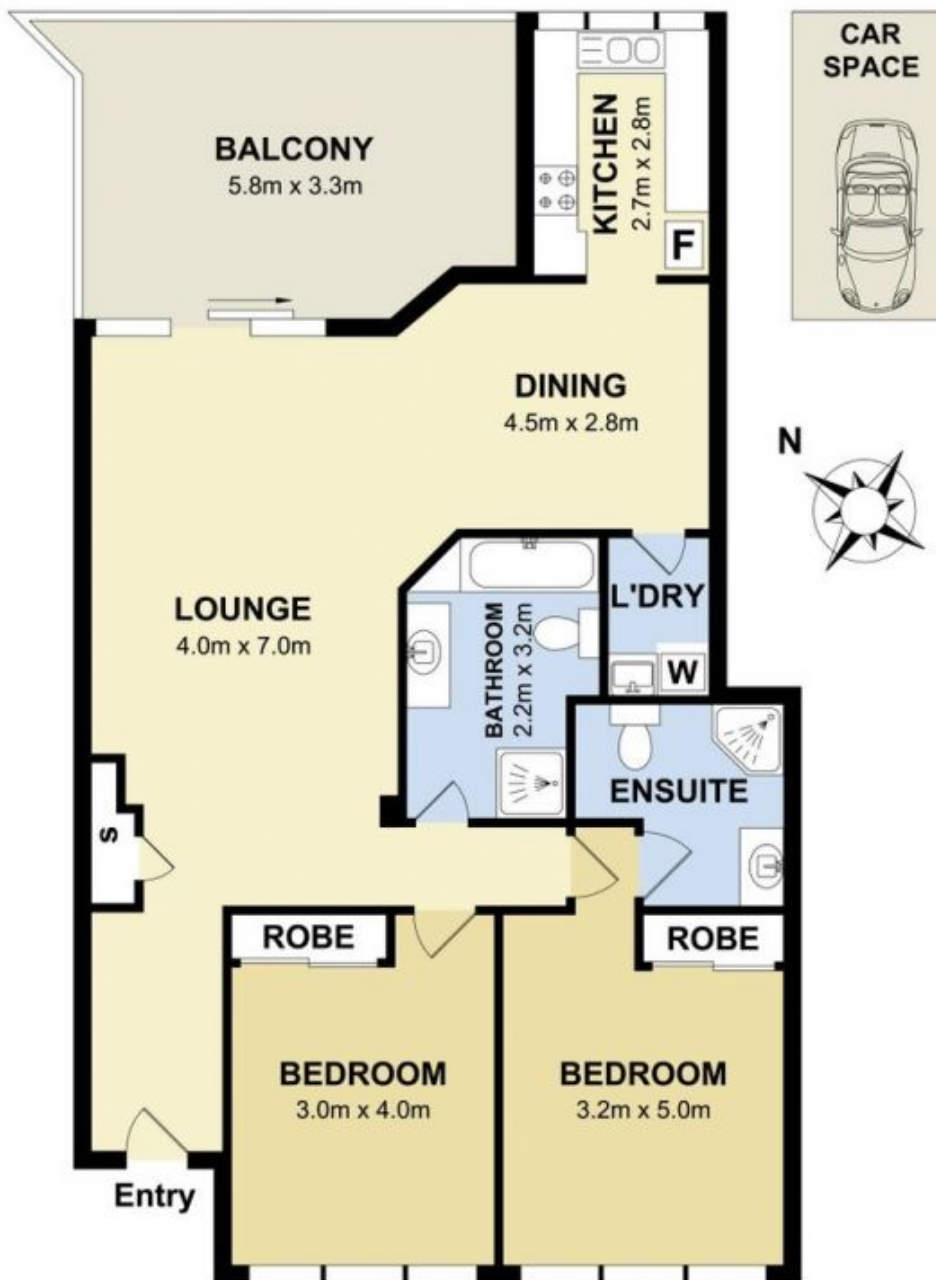 CAR
SPACE
BALCONY
5.8m x 3.3m
KITCHEN
2.7m x 2.8m
F
DINING
4.5m x 2.8m
N
LOUNGE
4.0m x 7.0m
BATHROOM
2.2m x 3.2m
L'DRY
W
ENSUITE
S
ROBE
ROBE
BEDROOM
3.0m x 4.0m
BEDROOM
3.2m x 5.0m
Entry